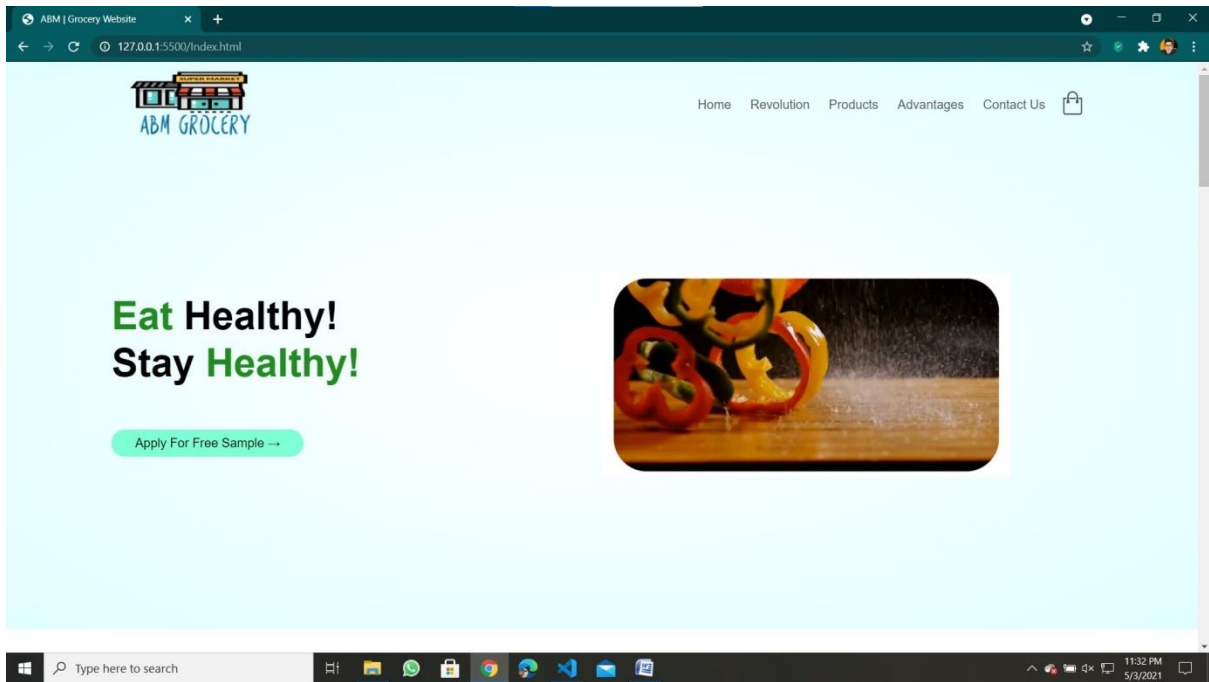 ABM | Grocery Website
127.0.0.1:5500/Index.html
SUPER MARKET
ABM GROCERY
Home Revolution Products Advantages Contact Us
Eat Healthy!
Stay Healthy!
Apply For Free Sample →
Type here to search
11:32 PM
5/3/2021